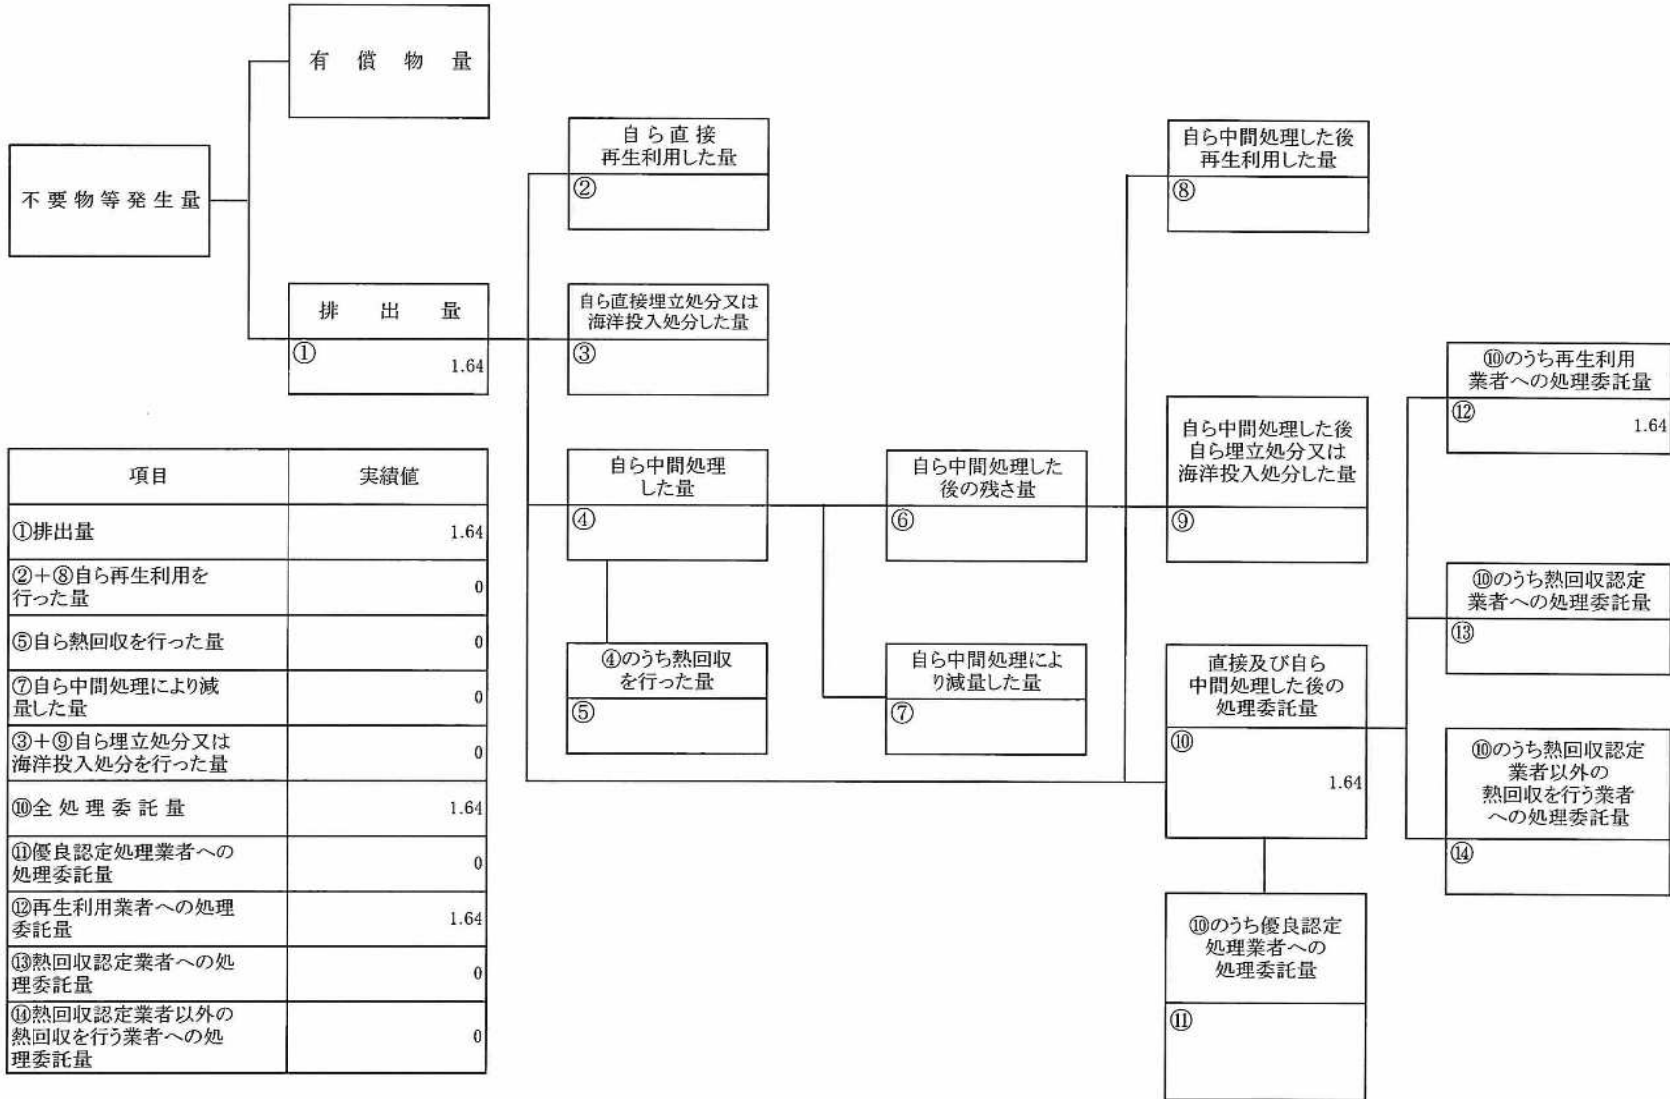 有償物量
不要物等発生量
排出量
①
1.64
自ら直接
再生利用した量
②
自ら直接埋立処分又は
海洋投入処分した量
③
自ら中間処理
した量
④
④のうち熱回収
を行った量
⑤
自ら中間処理した
後の残さ量
⑥
自ら中間処理によ
り減量した量
⑦
自ら中間処理した後
再生利用した量
⑧
自ら中間処理した後
自ら埋立処分又は
海洋投入処分した量
⑨
直接及び自ら
中間処理した後の
処理委託量
⑩
1.64
⑩のうち優良認定
処理業者への
処理委託量
⑪
⑩のうち再生利用
業者への処理委託量
⑫
1.64
⑩のうち熱回収認定
業者への処理委託量
⑬
⑩のうち熱回収認定
業者以外の
熱回収を行う業者
への処理委託量
⑭
項目 実績値
①排出量 1.64
②+⑧自ら再生利用を
行った量 0
⑤自ら熱回収を行った量 0
⑦自ら中間処理により減
量した量 0
③+⑨自ら埋立処分又は
海洋投入処分を行った量 0
⑩全処理委託量 1.64
⑪優良認定処理業者への
処理委託量 0
⑫再生利用業者への処理
委託量 1.64
⑬熱回収認定業者への処
理委託量 0
⑭熱回収認定業者以外の
熱回収を行う業者への処
理委託量 0